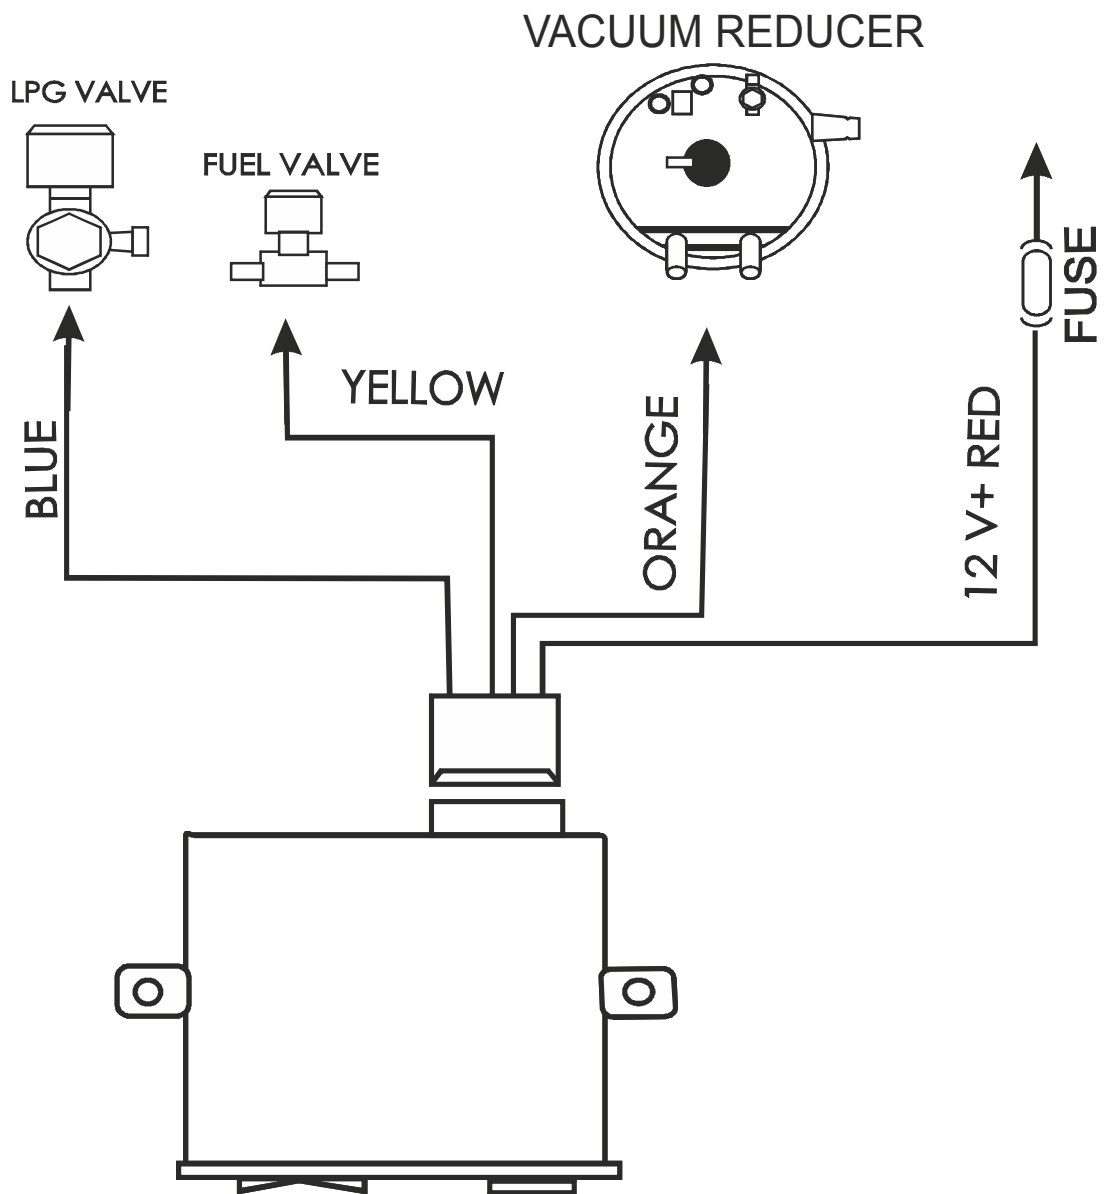 VACUUM REDUCER
LPG VALVE
FUEL VALVE
FUSE
YELLOW
BLUE
ORANGE
12 V+ RED